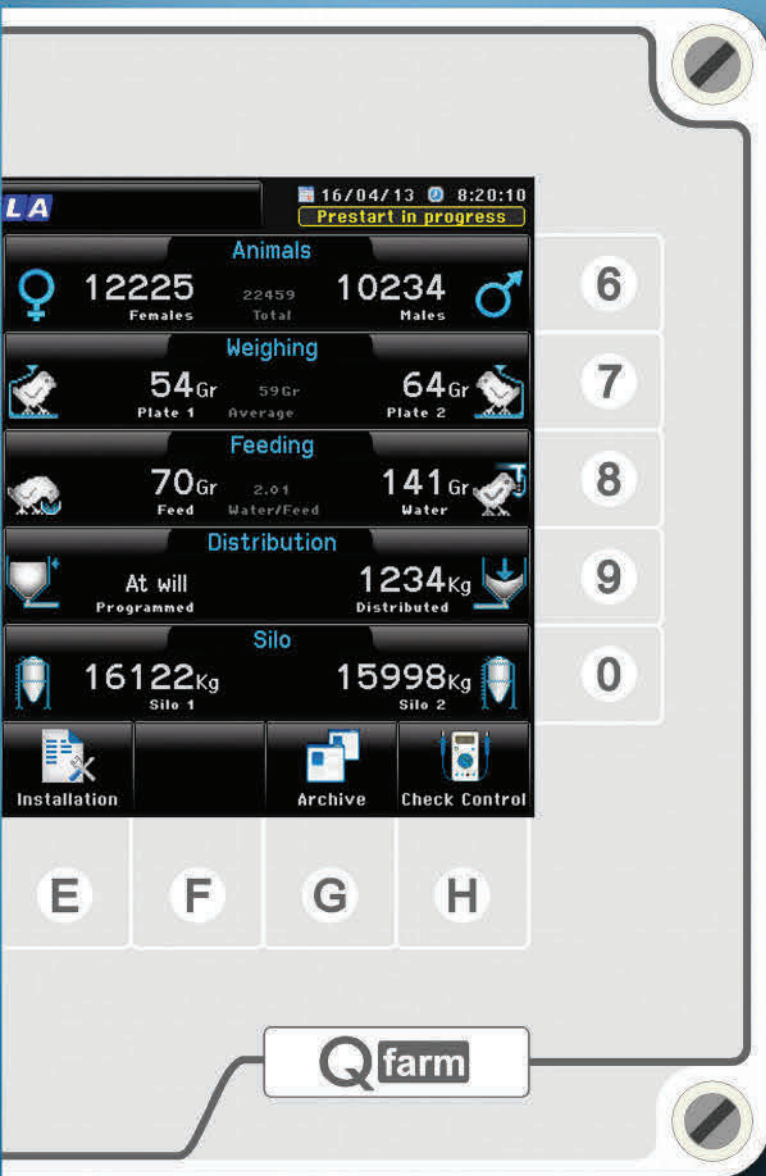 LA
16/04/13 8:20:10
Prestart in progress
Animals
12225 22459 10234
Females Total Males
6
Weighing
54Gr 59Gr 64Gr
Plate 1 Average Plate 2
7
Feeding
70Gr 2.01 141Gr
Feed Water/Feed Water
8
Distribution
At will 1234Kg
Programmed Distributed
9
Silo
16122Kg 15998Kg
Silo 1 Silo 2
0
Installation Archive Check Control
E F G H
Q farm